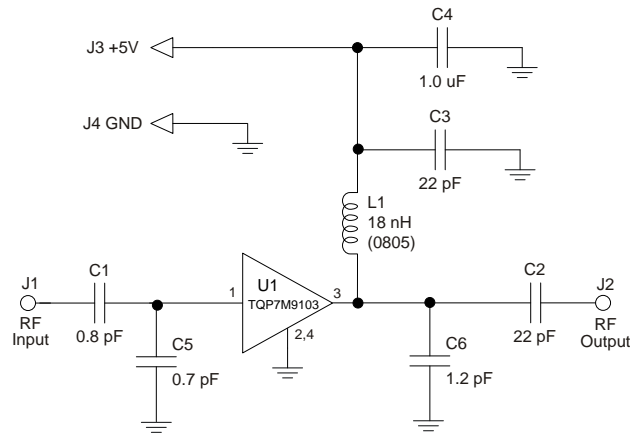 C4
J3 +5V
1.0 uF
J4 GND
C3
22 pF
L1
18 nH
(0805)
J1
C1
U1
TQP7M9103
1
3
C2
J2
RF
Input
0.8 pF
2,4
22 pF
RF
Output
C5
0.7 pF
C6
1.2 pF